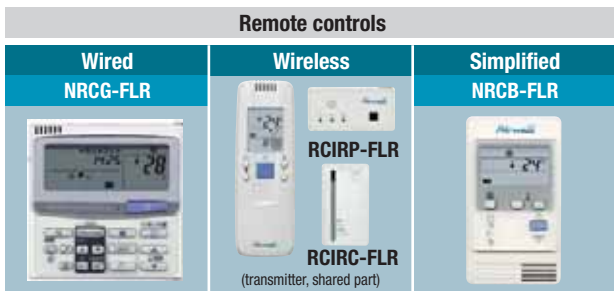 Remote controls
Wired
NRCG-FLR
Wireless
RCIRP-FLR
RCIRC-FLR
(transmitter, shared part)
Simplified
NRCB-FLR